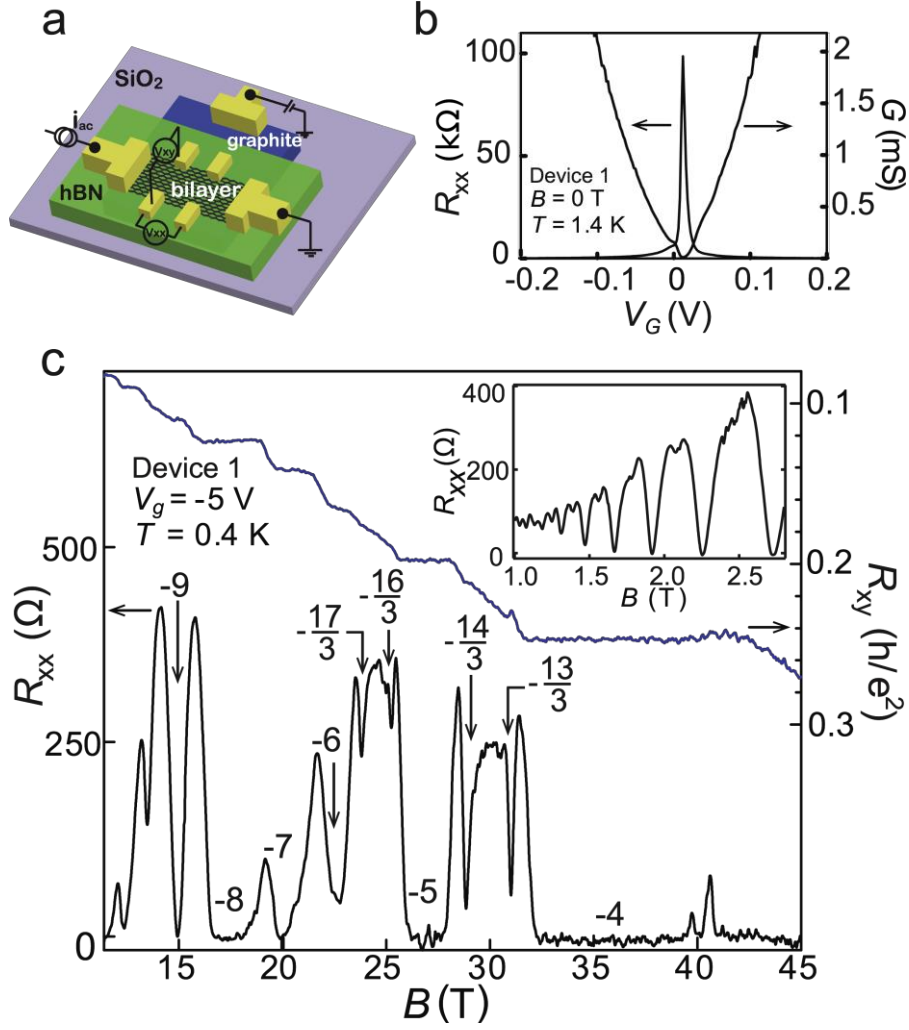 a
SiO2
iac
Vxy
graphite
hBN
bilayer
Vxx
b
100
50
0
Rxx (kΩ)
2
1.5
1
0.5
G (mS)
Device 1
B = 0 T
T = 1.4 K
-0.2
-0.1
0
0.1
0.2
VG (V)
c
Device 1
Vg = -5 V
T = 0.4 K
500
250
0
Rxx (Ω)
-9
-8
-7
-6
-17/3
-16/3
-5
-14/3
-13/3
-4
400
200
0
Rxx (Ω)
1.0
1.5
2.0
2.5
B (T)
0.1
0.2
0.3
Rxy (h/e²)
15
20
25
30
35
40
45
B (T)